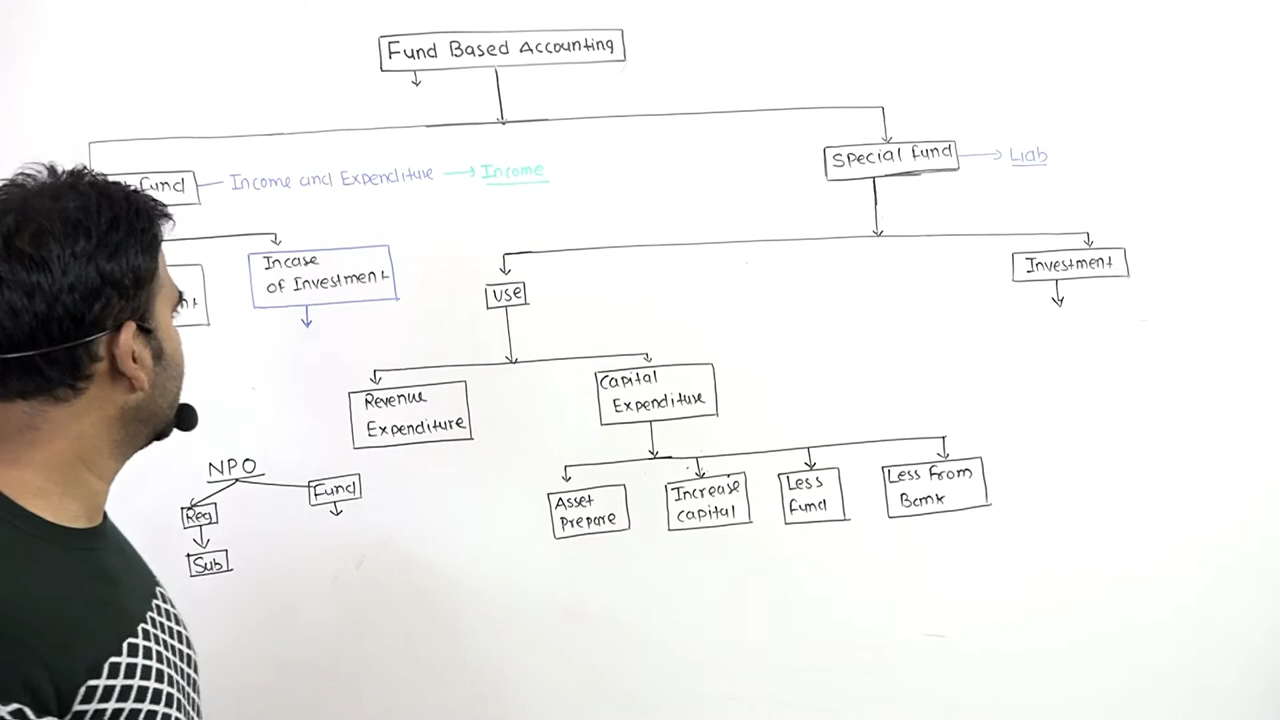 Fund Based Accounting
Fund
Income and Expenditure → Income
Special fund → Liab
Incase
of Investment
Use
Investment
Revenue
Expenditure
Capital
Expenditure
Asset
Prepare
Increase
Capital
Less
fund
Less From
Bank
NPO
Reg
Fund
Sub